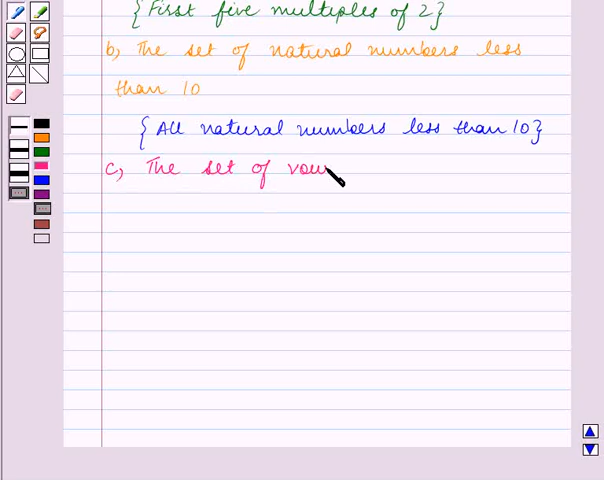 {First five multiples of 2}
b, The set of natural numbers less
than 10
{All natural numbers less than 10}
c, The set of vow